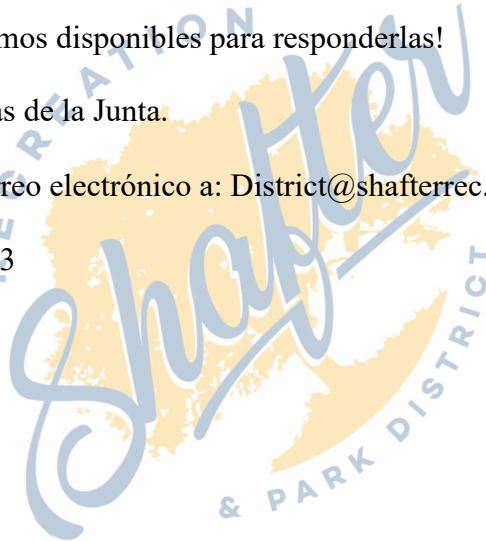 mos disponibles para responderlas!
as de la Junta.
reo electrónico a: District@shafterrec.
3
RECREATION
Shafter
& PARK DISTRICT